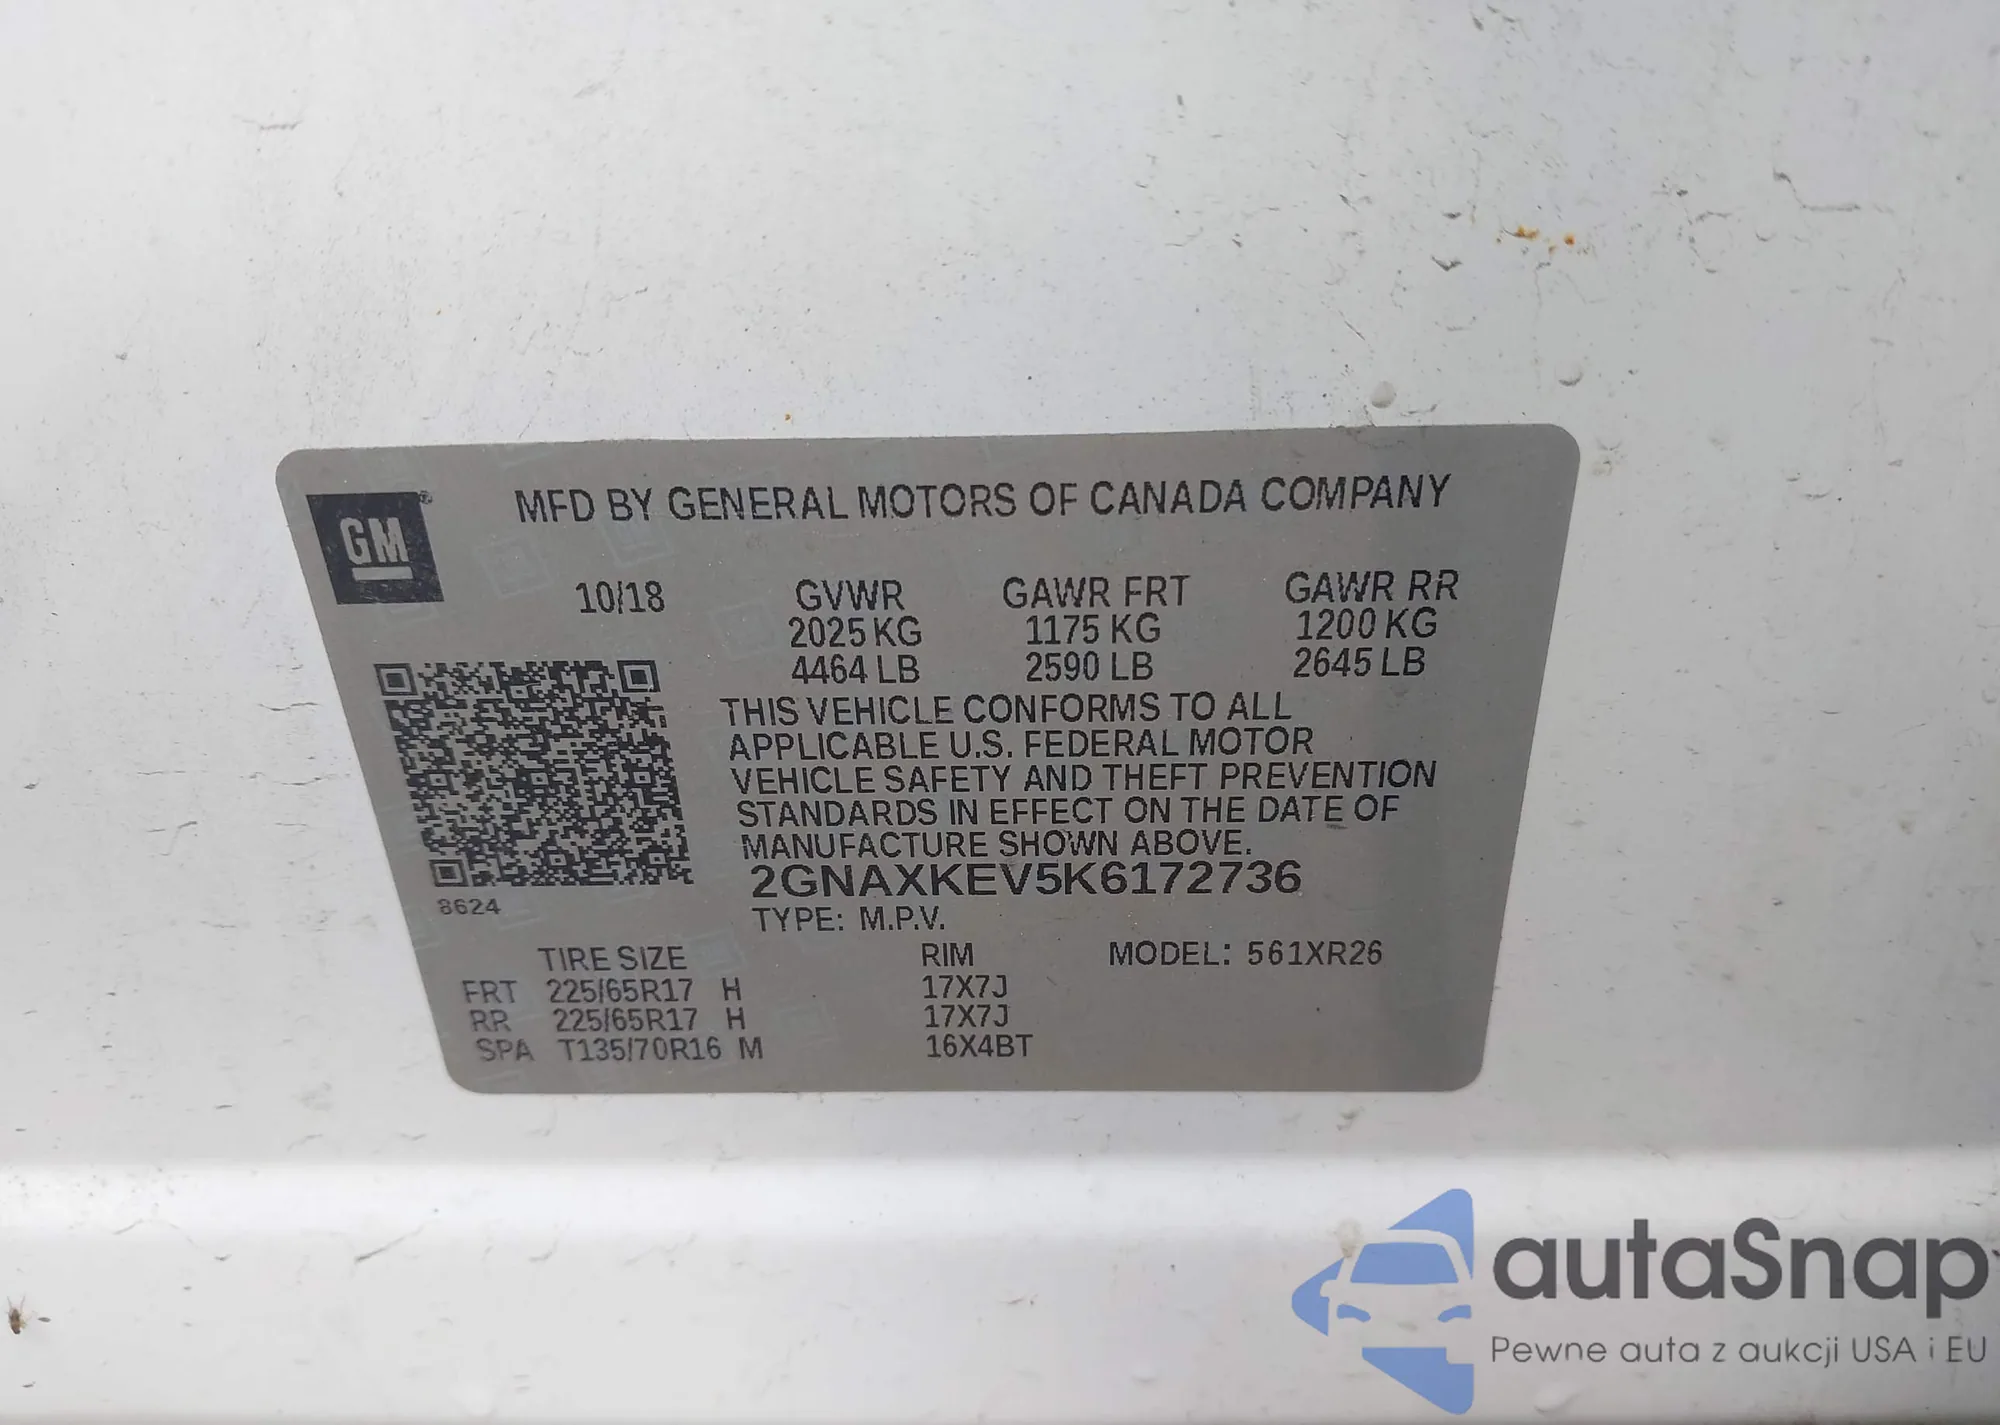 GM
MFD BY GENERAL MOTORS OF CANADA COMPANY
10/18 GVWR GAWR FRT GAWR RR
2025 KG 1175 KG 1200 KG
4464 LB 2590 LB 2645 LB
THIS VEHICLE CONFORMS TO ALL
APPLICABLE U.S. FEDERAL MOTOR
VEHICLE SAFETY AND THEFT PREVENTION
STANDARDS IN EFFECT ON THE DATE OF
MANUFACTURE SHOWN ABOVE.
2GNAXKEV5K6172736
8624
TYPE: M.P.V.
TIRE SIZE RIM MODEL: 561XR26
FRT 225/65R17 H 17X7J
RR 225/65R17 H 17X7J
SPA T135/70R16 M 16X4BT
autaSnap
Pewne auta z aukcji USA i EU